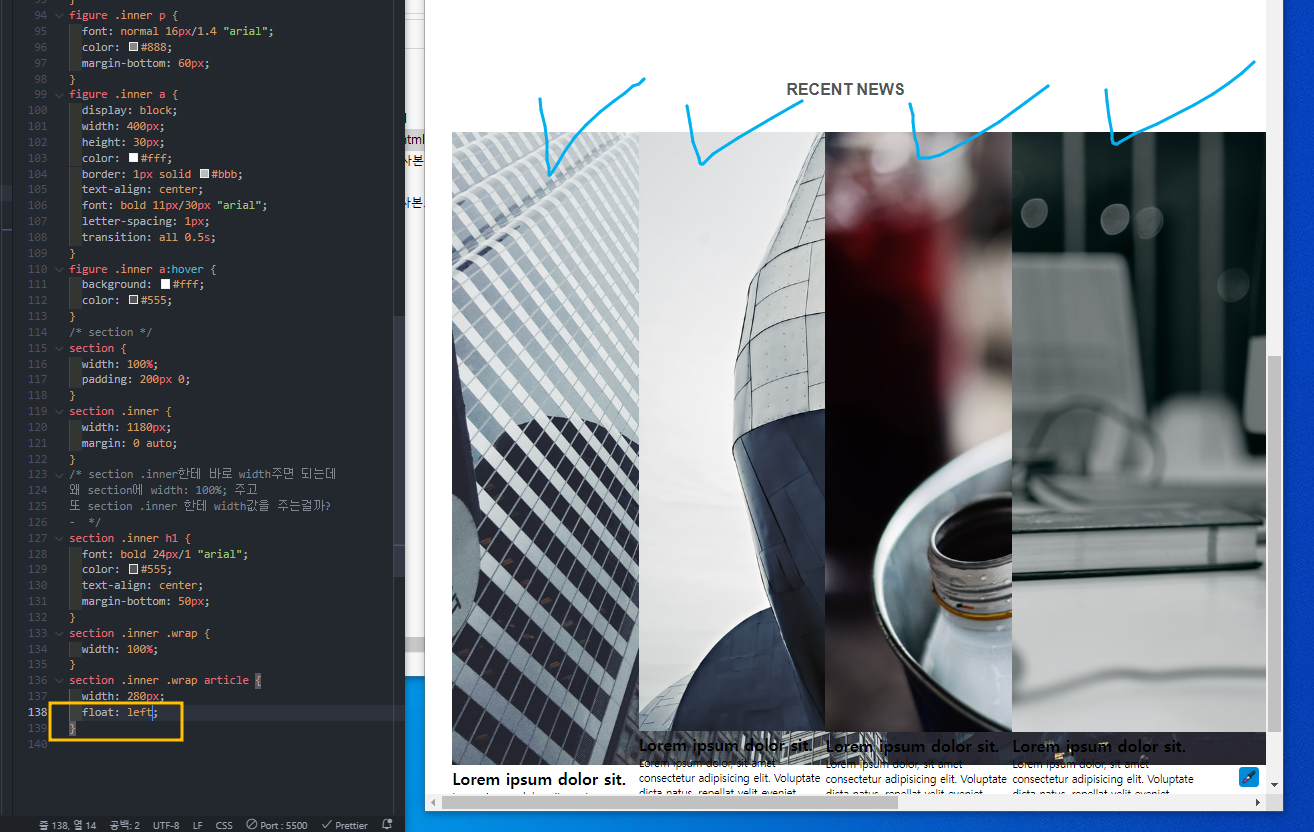 94 figure .inner p {
95 font: normal 16px/1.4 "arial";
96 color: #888;
97 margin-bottom: 60px;
98 }
99 figure .inner a {
100 display: block;
101 width: 400px;
102 height: 30px;
103 color: #fff;
104 border: 1px solid #bbb;
105 text-align: center;
106 font: bold 11px/30px "arial";
107 letter-spacing: 1px;
108 transition: all 0.5s;
109 }
110 figure .inner a:hover {
111 background: #fff;
112 color: #555;
113 }
114 /* section */
115 section {
116 width: 100%;
117 padding: 200px 0;
118 }
119 section .inner {
120 width: 1180px;
121 margin: 0 auto;
122 }
123 /* section .inner한테 바로 width주면 되는데
124 왜 section에 width: 100%; 주고
125 또 section .inner 한테 width값을 주는걸까?
126 - */
127 section .inner h1 {
128 font: bold 24px/1 "arial";
129 color: #555;
130 text-align: center;
131 margin-bottom: 50px;
132 }
133 section .inner .wrap {
134 width: 100%;
135 }
136 section .inner .wrap article {
137 width: 280px;
138 float: left;
139 }
140
줄 138, 열 14 공백: 2 UTF-8 LF CSS Port : 5500 Prettier
html
사본
사본
RECENT NEWS
Lorem ipsum dolor sit.
Lorem ipsum dolor sit.
Lorem ipsum dolor sit, amet
consectetur adipisicing elit. Voluptate
dicta natus, repellat velit eveniet
Lorem ipsum dolor sit.
Lorem ipsum dolor sit, amet
consectetur adipisicing elit. Voluptate
dicta natus, repellat velit eveniet
Lorem ipsum dolor sit.
Lorem ipsum dolor sit, amet
consectetur adipisicing elit. Voluptate
dicta natus, repellat velit eveniet